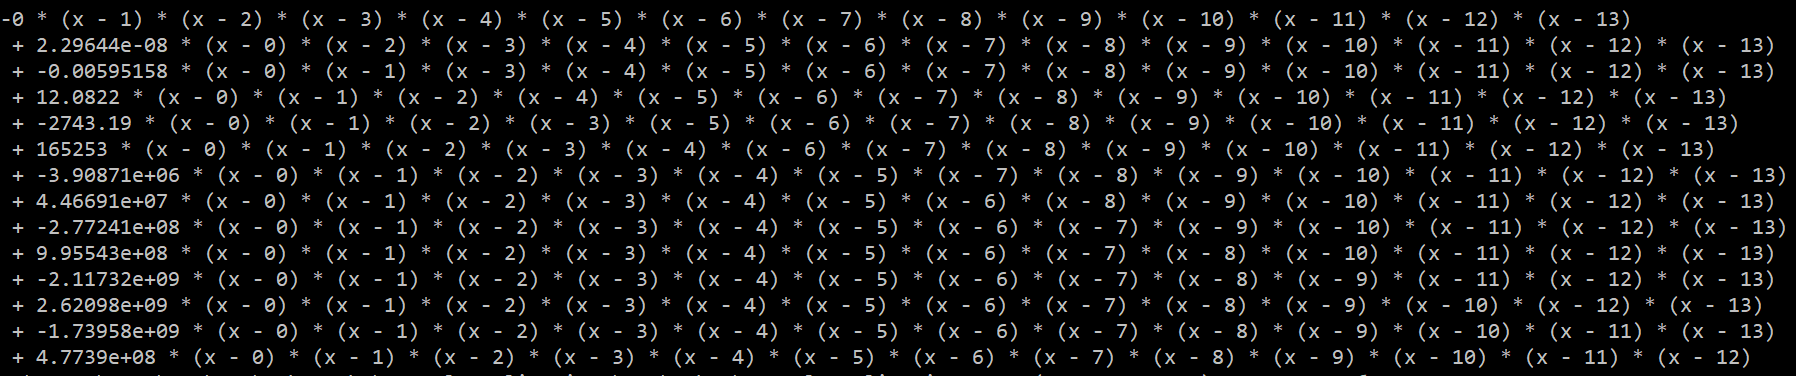 -0 * (x - 1) * (x - 2) * (x - 3) * (x - 4) * (x - 5) * (x - 6) * (x - 7) * (x - 8) * (x - 9) * (x - 10) * (x - 11) * (x - 12) * (x - 13)
+ 2.29644e-08 * (x - 0) * (x - 2) * (x - 3) * (x - 4) * (x - 5) * (x - 6) * (x - 7) * (x - 8) * (x - 9) * (x - 10) * (x - 11) * (x - 12) * (x - 13)
+ -0.00595158 * (x - 0) * (x - 1) * (x - 3) * (x - 4) * (x - 5) * (x - 6) * (x - 7) * (x - 8) * (x - 9) * (x - 10) * (x - 11) * (x - 12) * (x - 13)
+ 12.0822 * (x - 0) * (x - 1) * (x - 2) * (x - 4) * (x - 5) * (x - 6) * (x - 7) * (x - 8) * (x - 9) * (x - 10) * (x - 11) * (x - 12) * (x - 13)
+ -2743.19 * (x - 0) * (x - 1) * (x - 2) * (x - 3) * (x - 5) * (x - 6) * (x - 7) * (x - 8) * (x - 9) * (x - 10) * (x - 11) * (x - 12) * (x - 13)
+ 165253 * (x - 0) * (x - 1) * (x - 2) * (x - 3) * (x - 4) * (x - 6) * (x - 7) * (x - 8) * (x - 9) * (x - 10) * (x - 11) * (x - 12) * (x - 13)
+ -3.90871e+06 * (x - 0) * (x - 1) * (x - 2) * (x - 3) * (x - 4) * (x - 5) * (x - 7) * (x - 8) * (x - 9) * (x - 10) * (x - 11) * (x - 12) * (x - 13)
+ 4.46691e+07 * (x - 0) * (x - 1) * (x - 2) * (x - 3) * (x - 4) * (x - 5) * (x - 6) * (x - 8) * (x - 9) * (x - 10) * (x - 11) * (x - 12) * (x - 13)
+ -2.77241e+08 * (x - 0) * (x - 1) * (x - 2) * (x - 3) * (x - 4) * (x - 5) * (x - 6) * (x - 7) * (x - 9) * (x - 10) * (x - 11) * (x - 12) * (x - 13)
+ 9.95543e+08 * (x - 0) * (x - 1) * (x - 2) * (x - 3) * (x - 4) * (x - 5) * (x - 6) * (x - 7) * (x - 8) * (x - 10) * (x - 11) * (x - 12) * (x - 13)
+ -2.11732e+09 * (x - 0) * (x - 1) * (x - 2) * (x - 3) * (x - 4) * (x - 5) * (x - 6) * (x - 7) * (x - 8) * (x - 9) * (x - 11) * (x - 12) * (x - 13)
+ 2.62098e+09 * (x - 0) * (x - 1) * (x - 2) * (x - 3) * (x - 4) * (x - 5) * (x - 6) * (x - 7) * (x - 8) * (x - 9) * (x - 10) * (x - 12) * (x - 13)
+ -1.73958e+09 * (x - 0) * (x - 1) * (x - 2) * (x - 3) * (x - 4) * (x - 5) * (x - 6) * (x - 7) * (x - 8) * (x - 9) * (x - 10) * (x - 11) * (x - 13)
+ 4.7739e+08 * (x - 0) * (x - 1) * (x - 2) * (x - 3) * (x - 4) * (x - 5) * (x - 6) * (x - 7) * (x - 8) * (x - 9) * (x - 10) * (x - 11) * (x - 12)